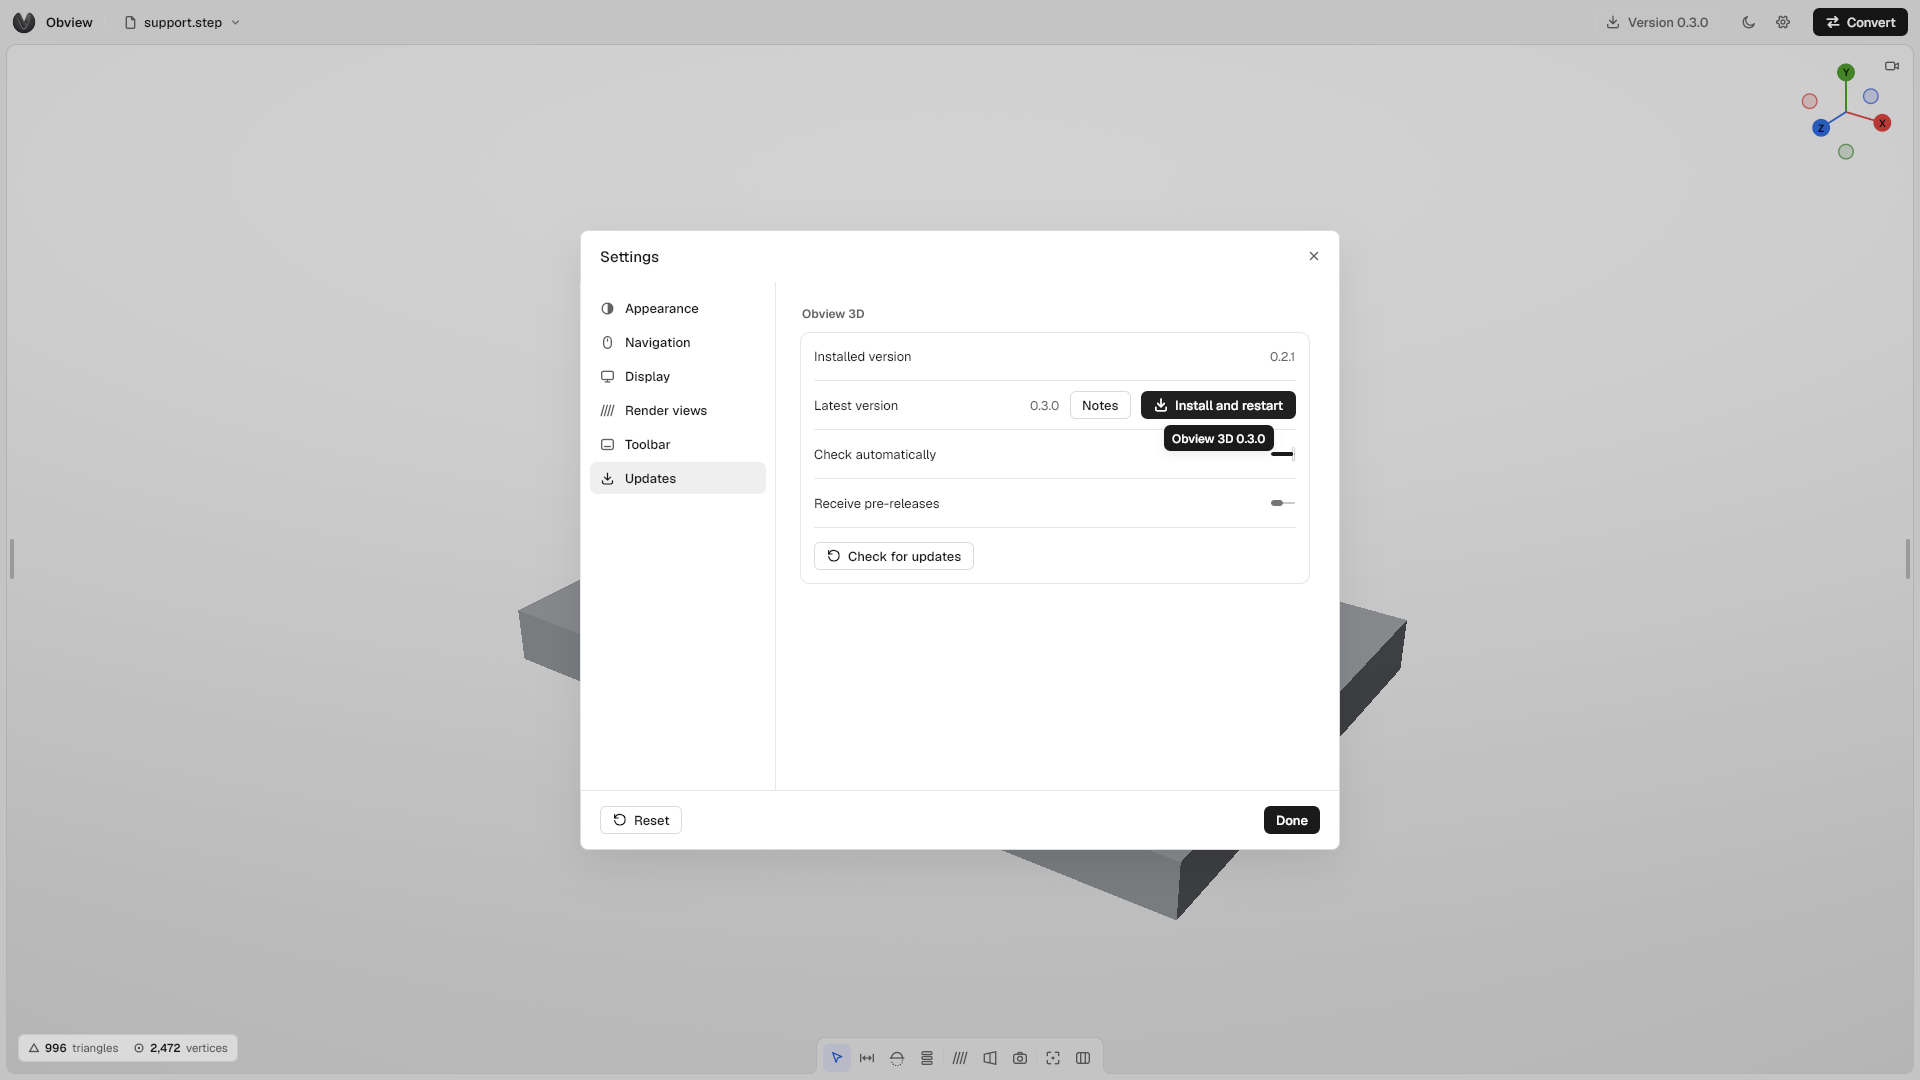 Obview
support.step
Version 0.3.0
Convert
Y
X
Z
Settings
Appearance
Navigation
Display
Render views
Toolbar
Updates
Obview 3D
Installed version 0.2.1
Latest version 0.3.0 Notes Install and restart
Obview 3D 0.3.0
Check automatically
Receive pre-releases
Check for updates
Reset
Done
996 triangles 2,472 vertices